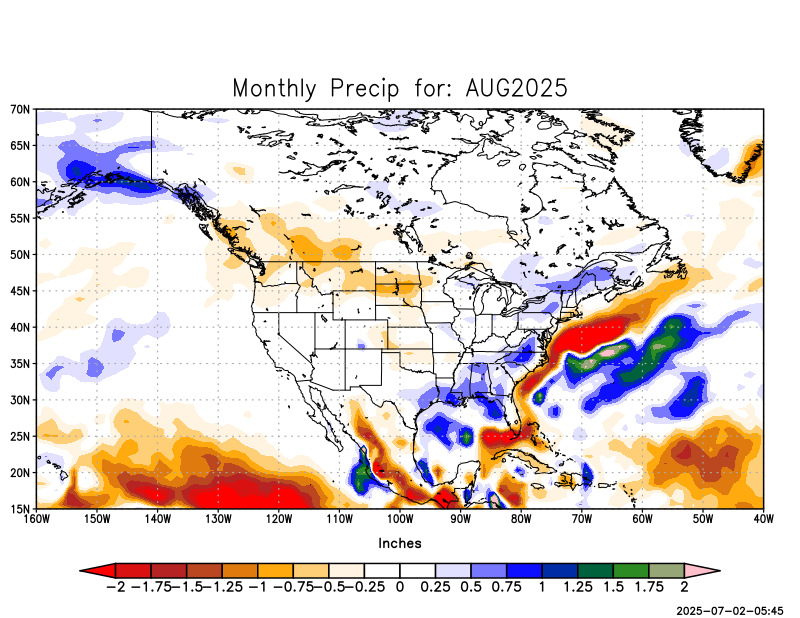 Monthly Precip for: AUG2025
70N
65N
60N
55N
50N
45N
40N
35N
30N
25N
20N
15N
160W 150W 140W 130W 120W 110W 100W 90W 80W 70W 60W 50W 40W
Inches
−2 −1.75 −1.5 −1.25 −1 −0.75 −0.5 −0.25 0 0.25 0.5 0.75 1 1.25 1.5 1.75 2
2025-07-02-05:45